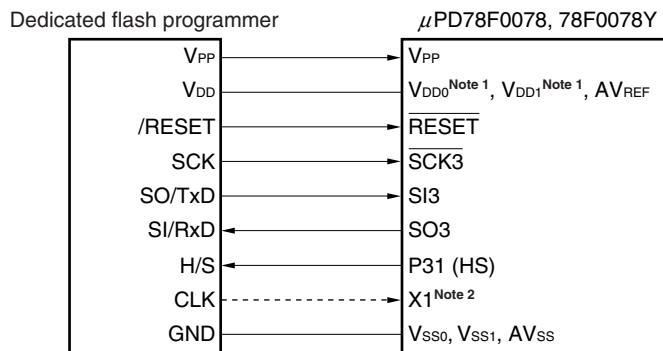 Dedicated flash programmer μPD78F0078, 78F0078Y
VPP VPP
VDD VDD0Note 1, VDD1Note 1, AVREF
/RESET RESET
SCK SCK3
SO/TxD SI3
SI/RxD SO3
H/S P31 (HS)
CLK X1Note 2
GND VSS0, VSS1, AVSS